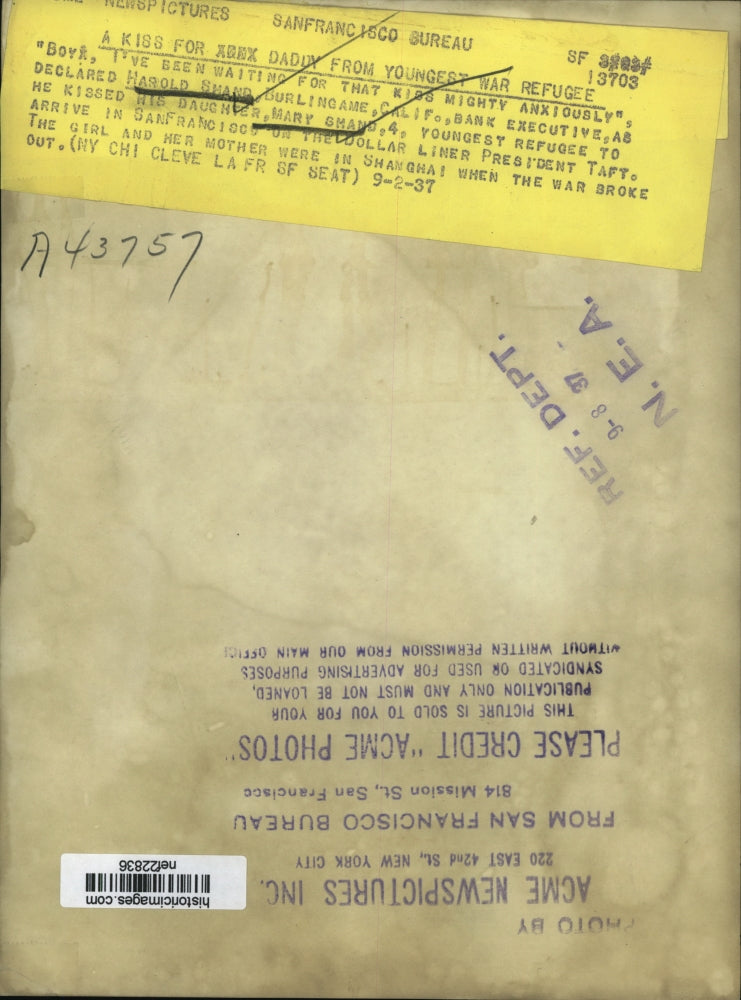 NEWSPICTURES SANFRANCISCO BUREAU
SF
13703
A KISS FOR XXXX DADDY FROM YOUNGEST WAR REFUGEE
"BOYX, I'VE BEEN WAITING FOR THAT KISS MIGHTY ANXIOUSLY",
DECLARED HAROLD SHAND, BURLINGAME, CALIF., BANK EXECUTIVE, AS
HE KISSED HIS DAUGHTER, MARY SHAND, 4, YOUNGEST REFUGEE TO
ARRIVE IN SANFRANCISCO ON THE DOLLAR LINER PRESIDENT TAFT.
THE GIRL AND HER MOTHER WERE IN SHANGHAI WHEN THE WAR BROKE
OUT. (NY CHI CLEVE LA FR SF SEAT) 9-2-37
A43757
REF. DEPT.
9-8 37
N. E. A.
PHOTO BY
ACME NEWSPICTURES INC.
220 EAST 42nd St., NEW YORK CITY
FROM SAN FRANCISCO BUREAU
814 Mission St., San Francisco
PLEASE CREDIT "ACME PHOTOS"
THIS PICTURE IS SOLD TO YOU FOR YOUR
PUBLICATION ONLY AND MUST NOT BE LOANED,
SYNDICATED OR USED FOR ADVERTISING PURPOSES
WITHOUT WRITTEN PERMISSION FROM OUR MAIN OFFICE
historicimages.com
nef22836